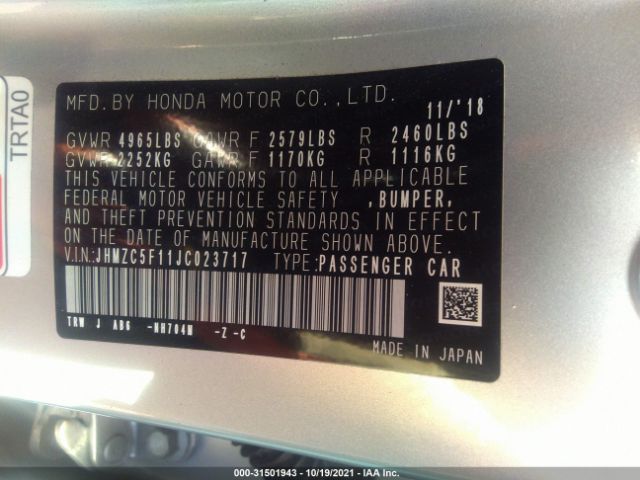 TRTA0
MFD.BY HONDA MOTOR CO.,LTD. 11/'18
GVWR 4965LBS GAWR F 2579LBS R 2460LBS
GVWR 2252KG GAWR F 1170KG R 1116KG
THIS VEHICLE CONFORMS TO ALL APPLICABLE
FEDERAL MOTOR VEHICLE SAFETY ,BUMPER,
AND THEFT PREVENTION STANDARDS IN EFFECT
ON THE DATE OF MANUFACTURE SHOWN ABOVE.
V.I.N:JHMZC5F11JC023717 TYPE:PASSENGER CAR
TRW J AB6 -NH704M -Z -C
MADE IN JAPAN
000-31501943 - 10/19/2021 - IAA Inc.